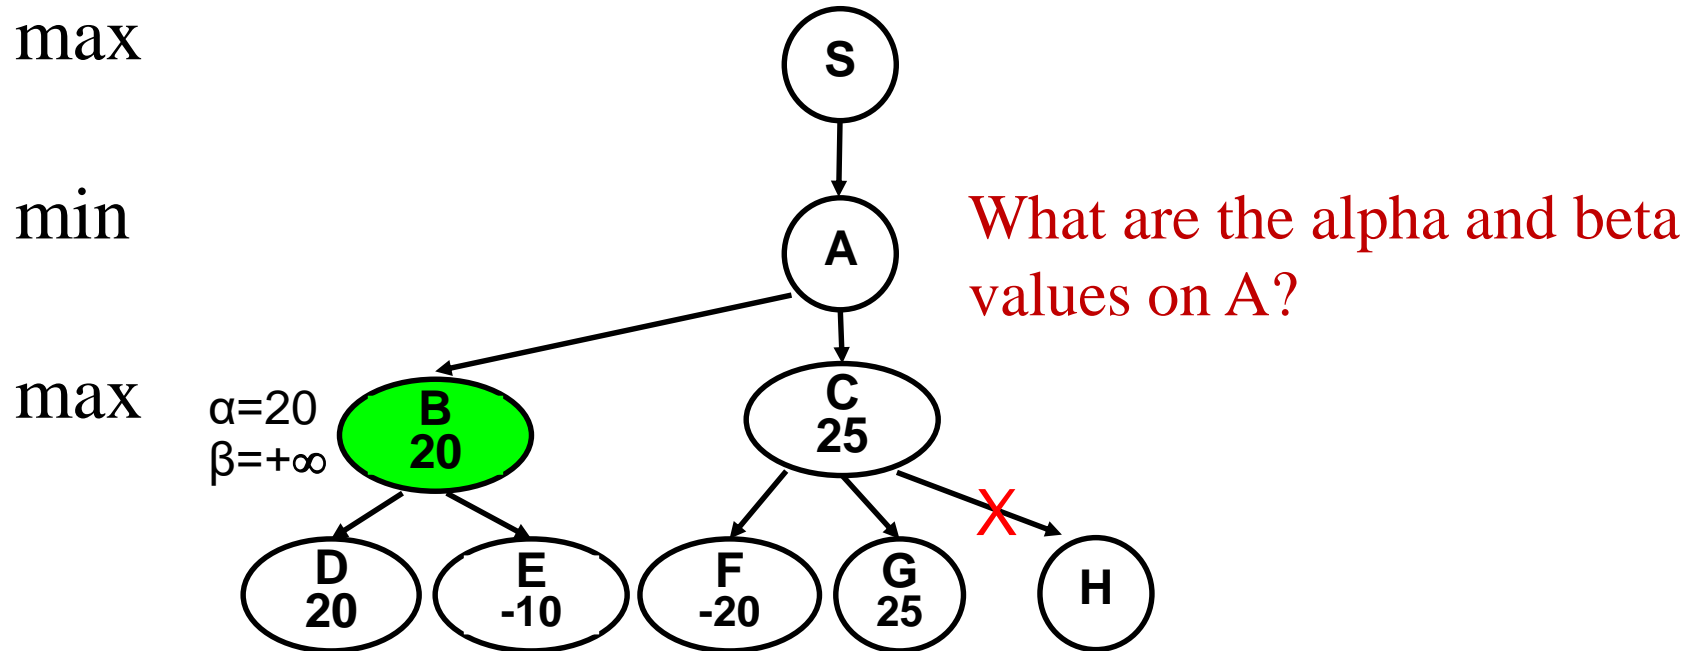 max
S
min
A
What are the alpha and beta
values on A?
max
α=20
β=+∞
B
20
C
25
X
D
20
E
-10
F
-20
G
25
H